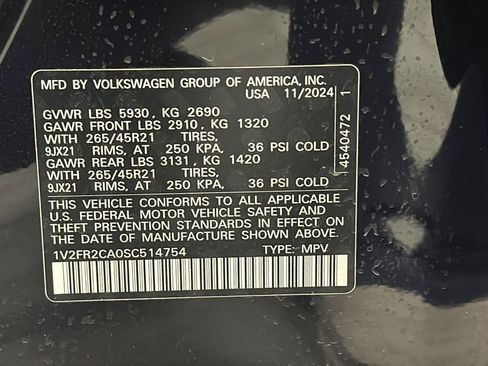 MFD BY VOLKSWAGEN GROUP OF AMERICA, INC.
USA 11/2024
GVWR LBS 5930, KG 2690
GAWR FRONT LBS 2910, KG 1320
WITH 265/45R21 TIRES,
9JX21 RIMS, AT 250 KPA, 36 PSI COLD
GAWR REAR LBS 3131, KG 1420
WITH 265/45R21 TIRES,
9JX21 RIMS, AT 250 KPA, 36 PSI COLD
THIS VEHICLE CONFORMS TO ALL APPLICABLE
U.S. FEDERAL MOTOR VEHICLE SAFETY AND
THEFT PREVENTION STANDARDS IN EFFECT ON
THE DATE OF MANUFACTURE SHOWN ABOVE.
1V2FR2CA0SC514754 TYPE: MPV
4540472 1